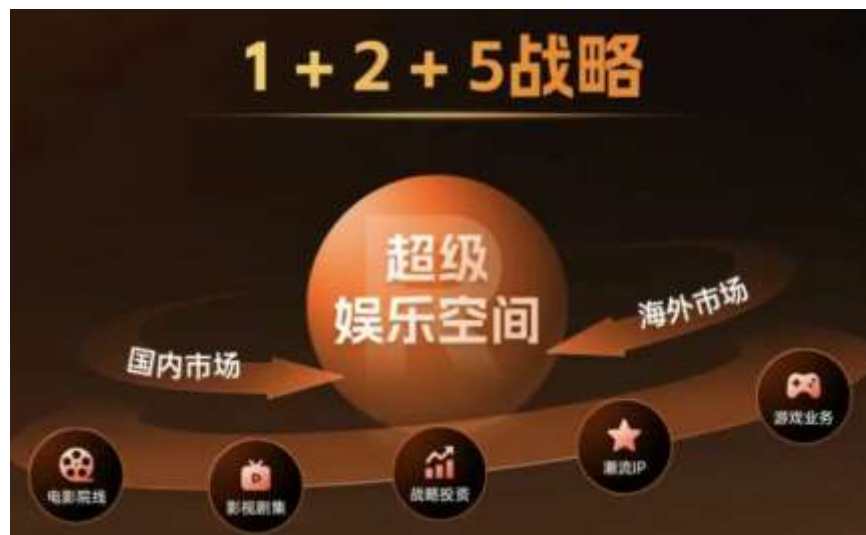 1 + 2 + 5战略
超级
娱乐空间
国内市场
海外市场
电影院线
影视剧集
战略投资
潮流IP
游戏业务